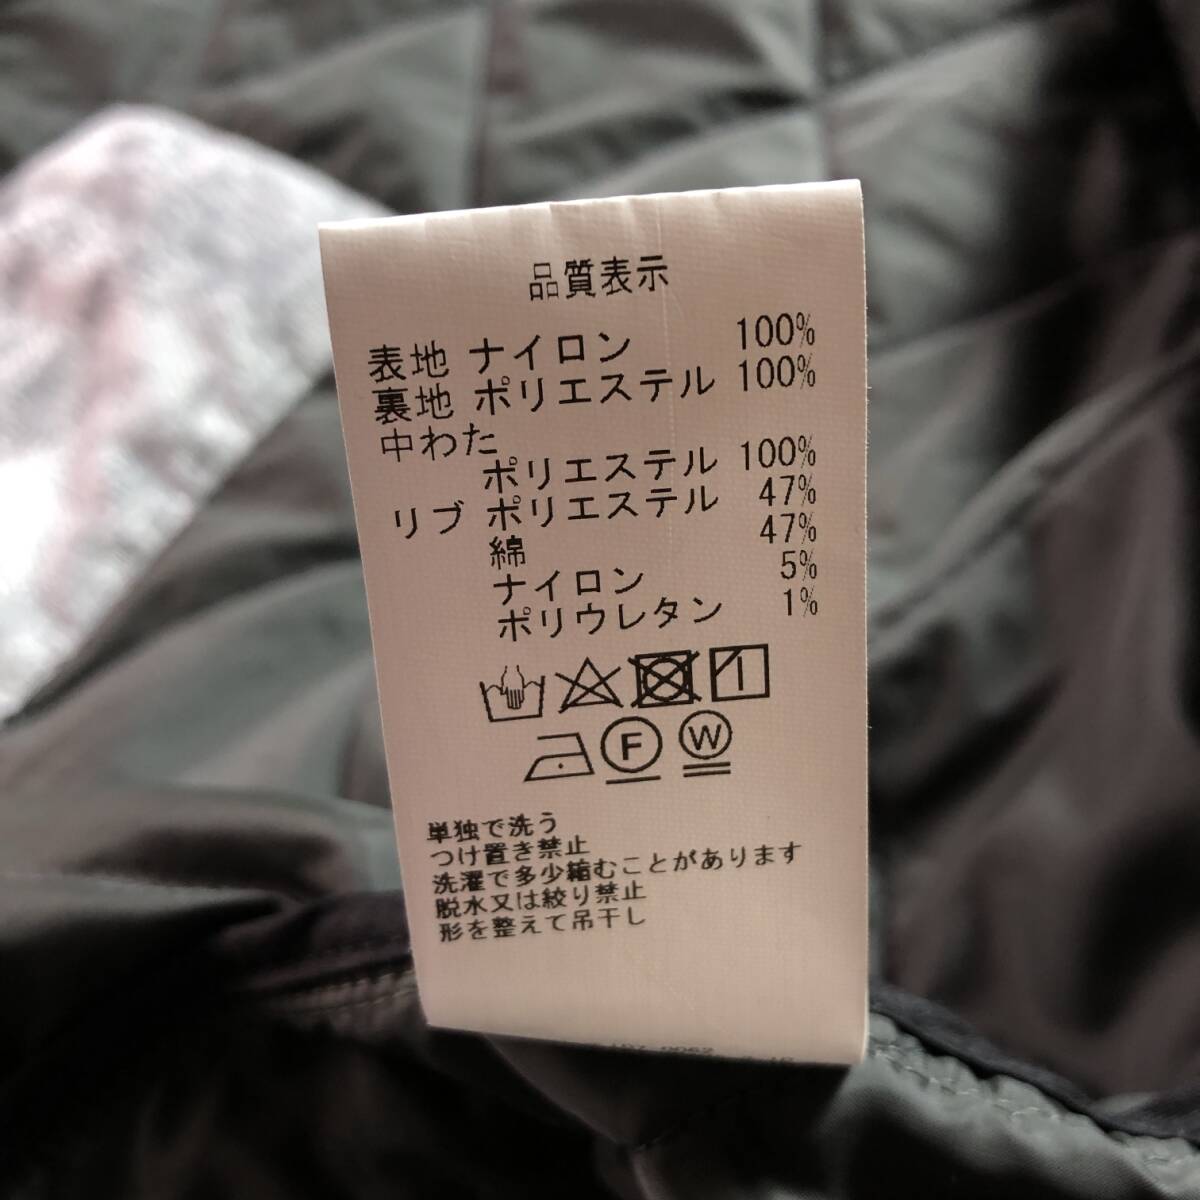 品質表示
表地 ナイロン 100%
裏地 ポリエステル 100%
中わた
ポリエステル 100%
リブ ポリエステル 47%
綿 47%
ナイロン 5%
ポリウレタン 1%
F W
単独で洗う
つけ置き禁止
洗濯で多少縮むことがあります
脱水又は絞り禁止
形を整えて吊干し